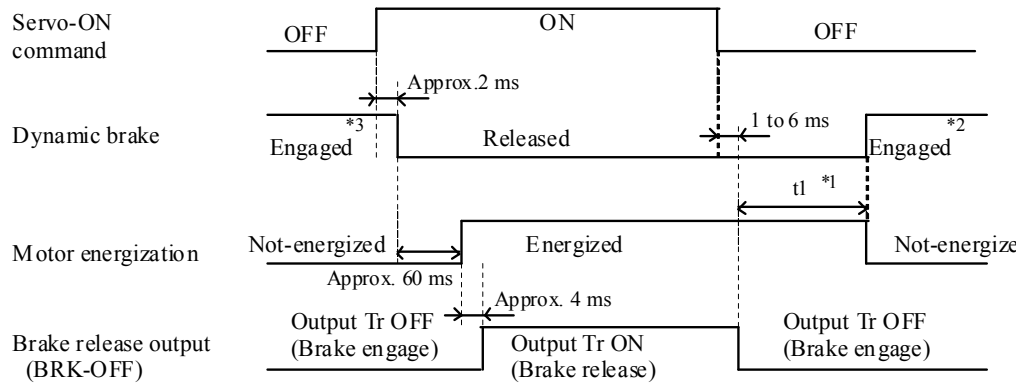 Servo-ON
command
OFF
ON
OFF
Approx.2 ms
Dynamic brake
Engaged *3
Released
1 to 6 ms
Engaged *2
t1 *1
Motor energization
Not-energized
Energized
Not-energize
Approx. 60 ms
Approx. 4 ms
Brake release output
(BRK-OFF)
Output Tr OFF
(Brake engage)
Output Tr ON
(Brake release)
Output Tr OFF
(Brake engage)